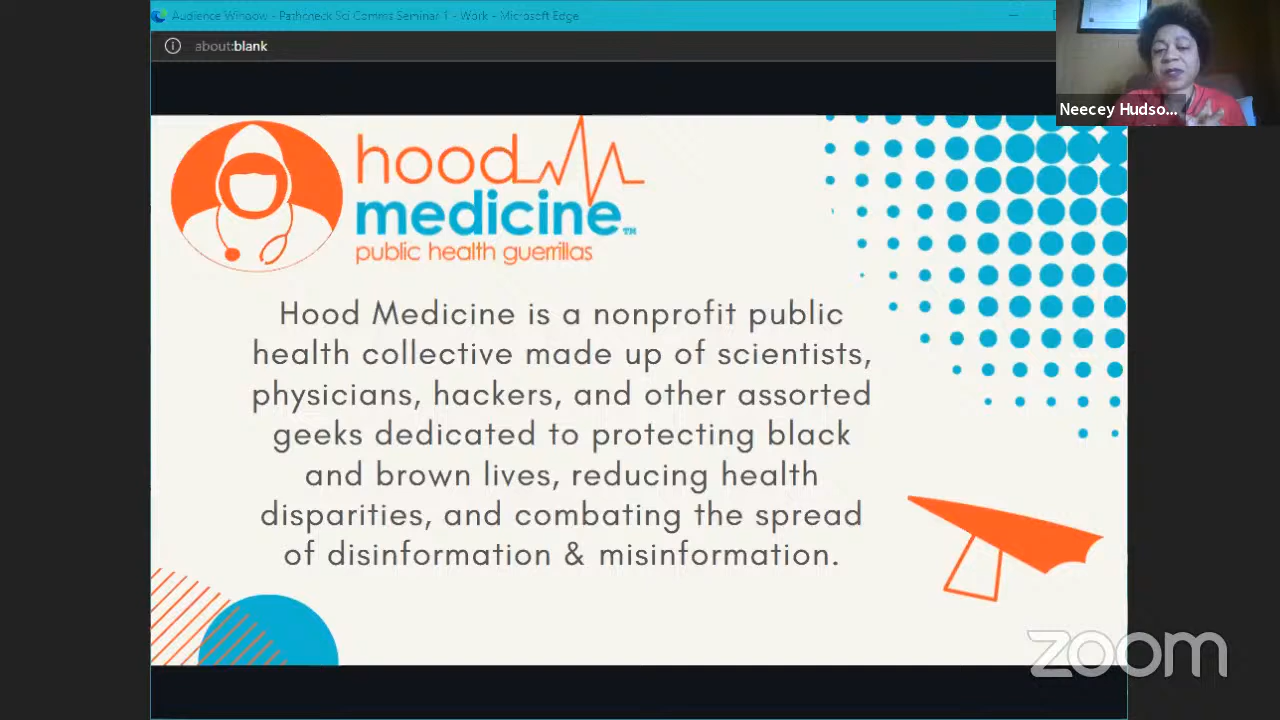 Audience Window - Pathcheck Sci Comms Seminar 1 - Work - Microsoft Edge
about:blank
Neecey Hudso...
hood
medicine™
public health guerrillas
Hood Medicine is a nonprofit public
health collective made up of scientists,
physicians, hackers, and other assorted
geeks dedicated to protecting black
and brown lives, reducing health
disparities, and combating the spread
of disinformation & misinformation.
zoom